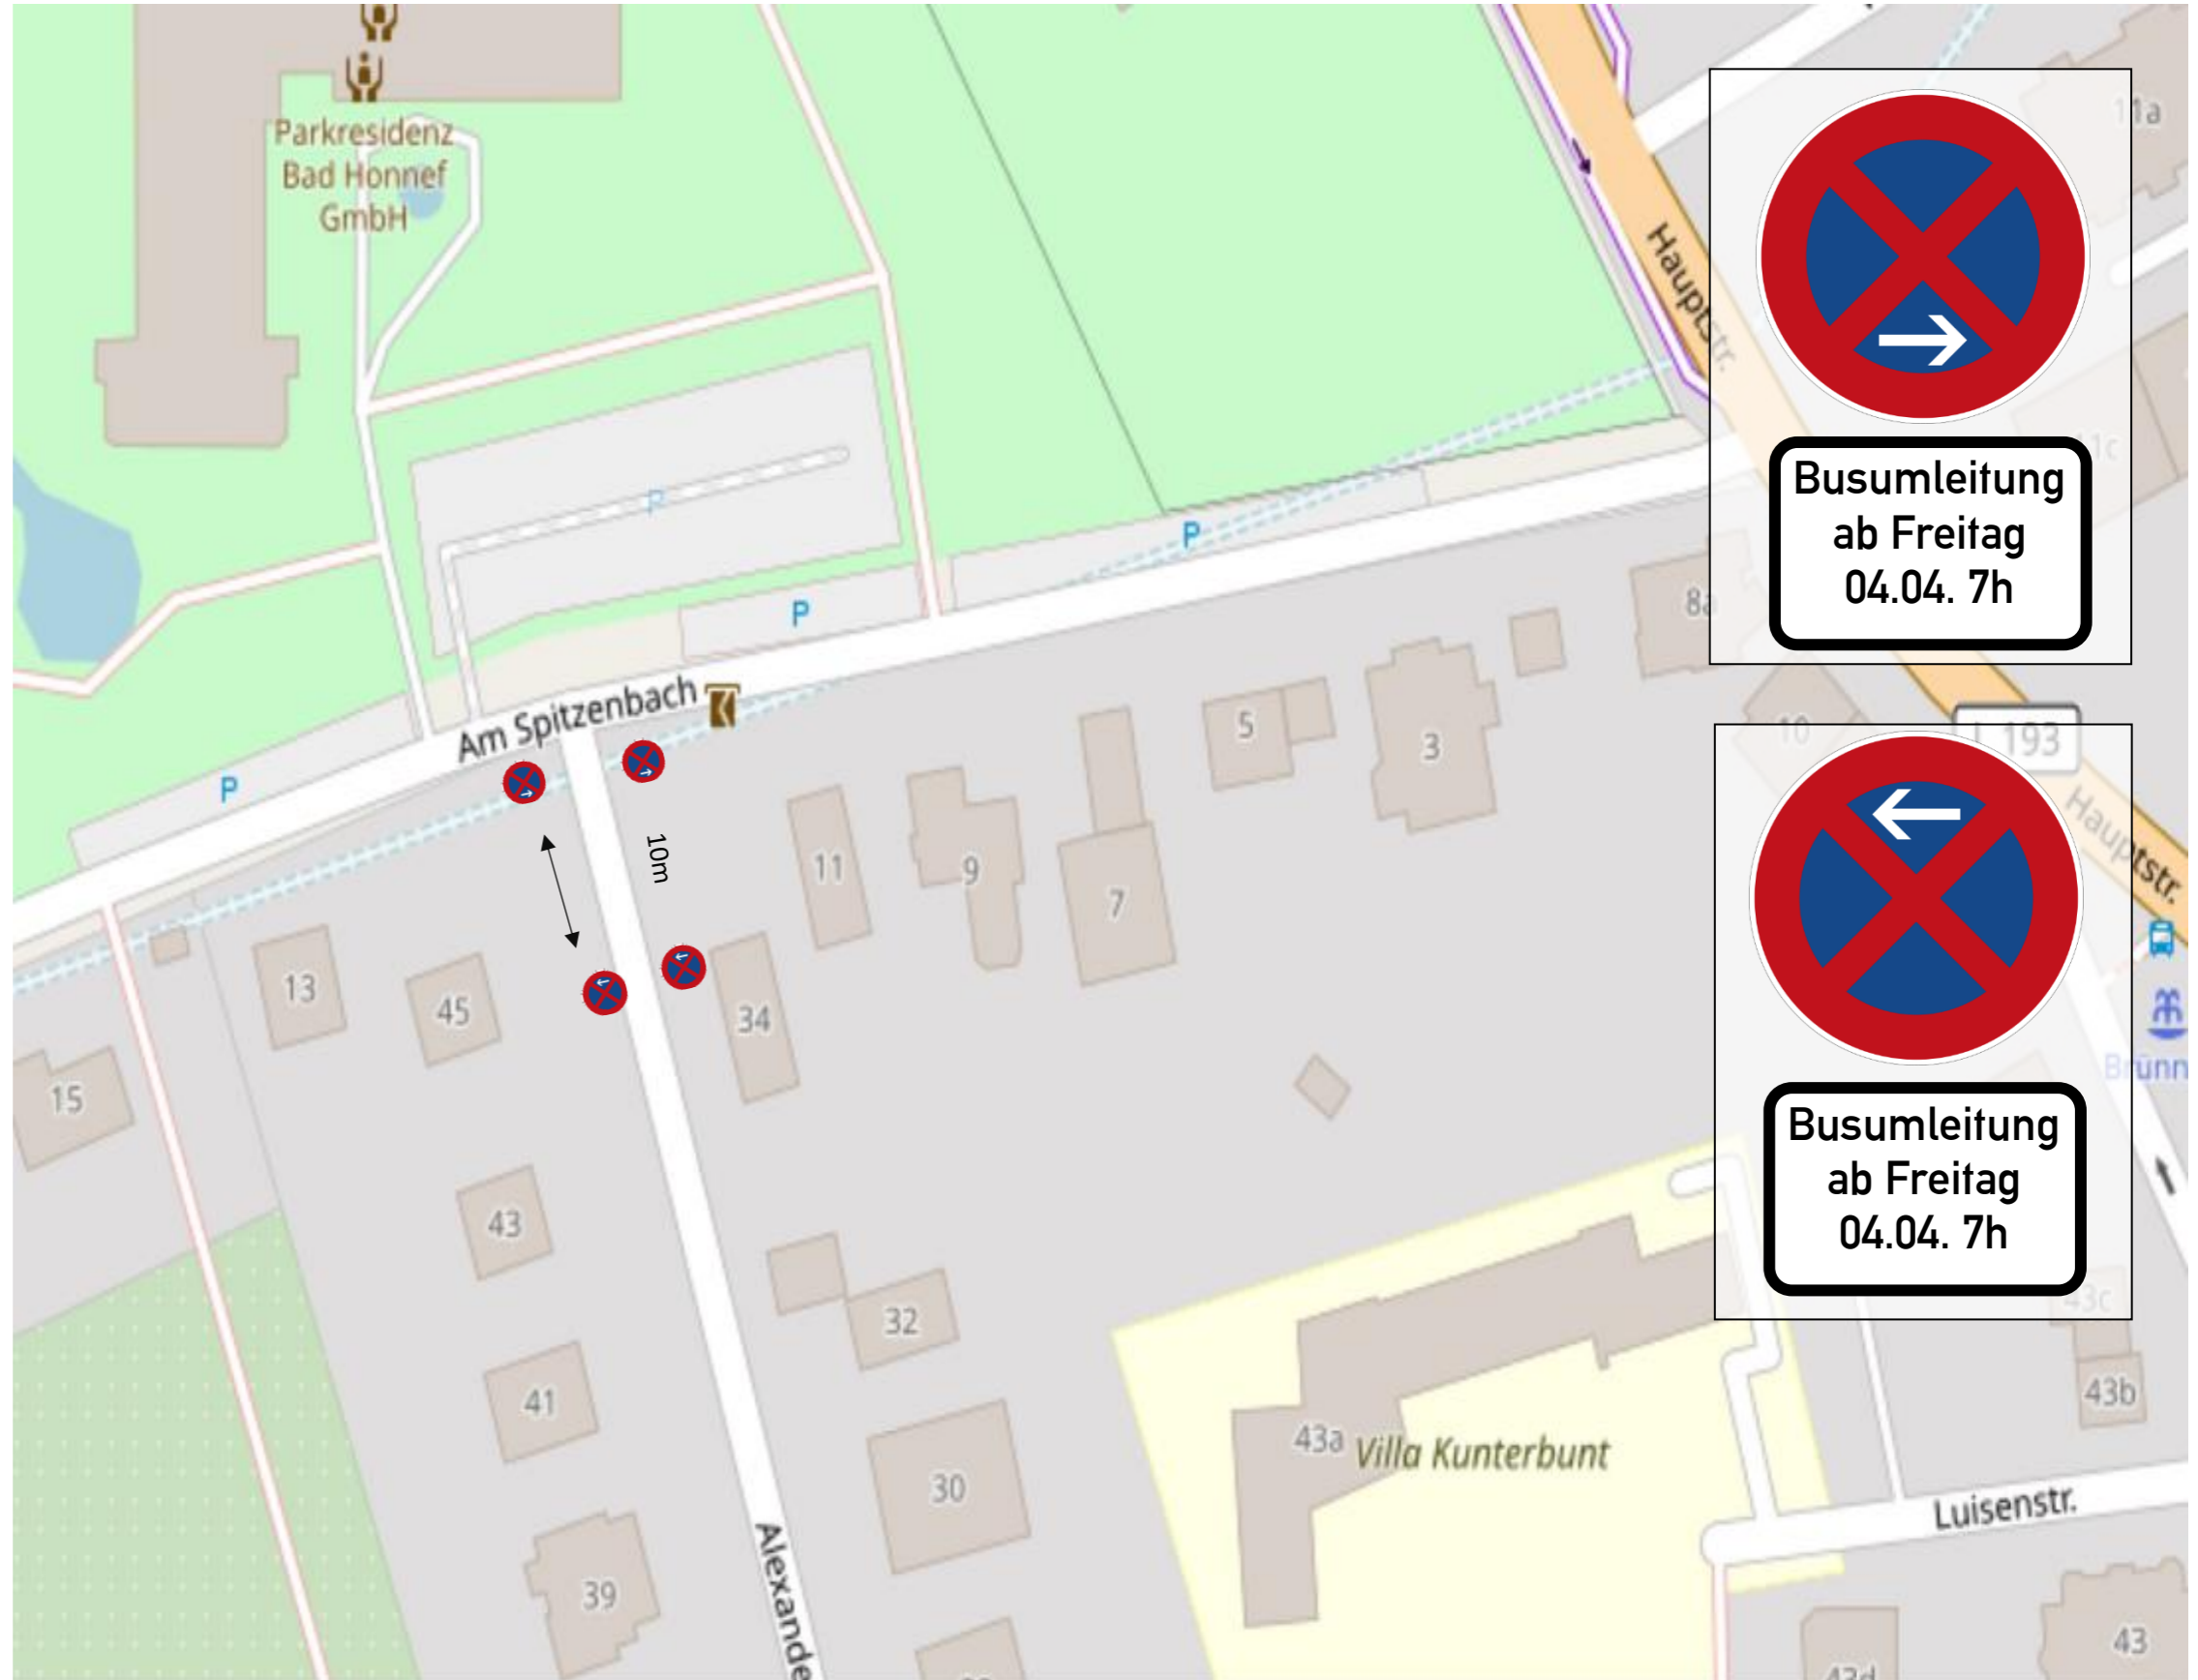 Parkresidenz
Bad Honnef
GmbH
Hauptstr.
11a
11c
Busumleitung
ab Freitag
04.04. 7h
P
P
P
P
Am Spitzenbach
8a
5
3
10
193
Hauptstr.
10m
11
9
7
13
45
34
15
Busumleitung
ab Freitag
04.04. 7h
43
32
41
43a
Villa Kunterbunt
43c
43b
30
39
Luisenstr.
Alexande
43
43d